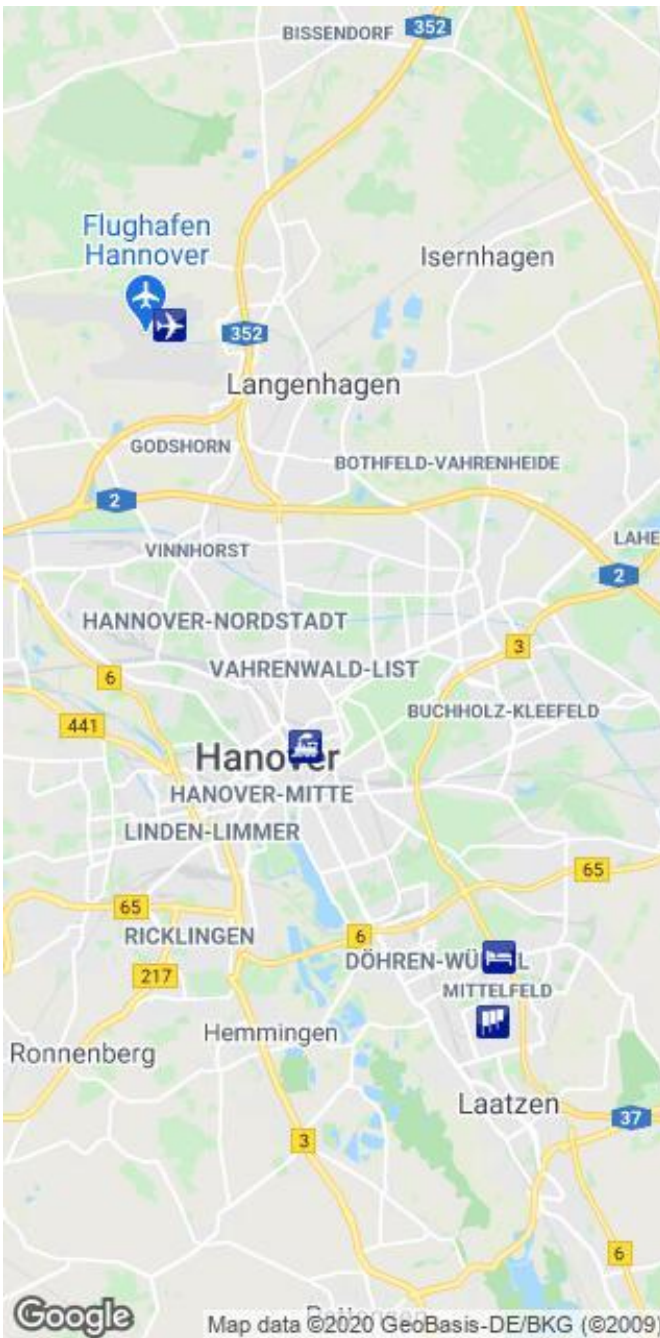 BISSENDORF
352
Flughafen
Hannover
Isernhagen
352
Langenhagen
GODSHORN
BOTHFELD-VAHRENHEIDE
2
LAHE
VINNHORST
2
HANNOVER-NORDSTADT
3
VAHRENWALD-LIST
6
BUCHHOLZ-KLEEFELD
441
Hanover
HANOVER-MITTE
LINDEN-LIMMER
65
65
RICKLINGEN
6
DÖHREN-WÜ L
217
MITTELFELD
Hemmingen
Ronnenberg
Laatzen
37
3
6
Google
Map data ©2020 GeoBasis-DE/BKG (©2009)